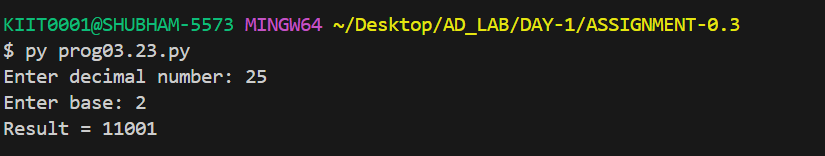 KIIT0001@SHUBHAM-5573 MINGW64 ~/Desktop/AD_LAB/DAY-1/ASSIGNMENT-0.3
$ py prog03.23.py
Enter decimal number: 25
Enter base: 2
Result = 11001